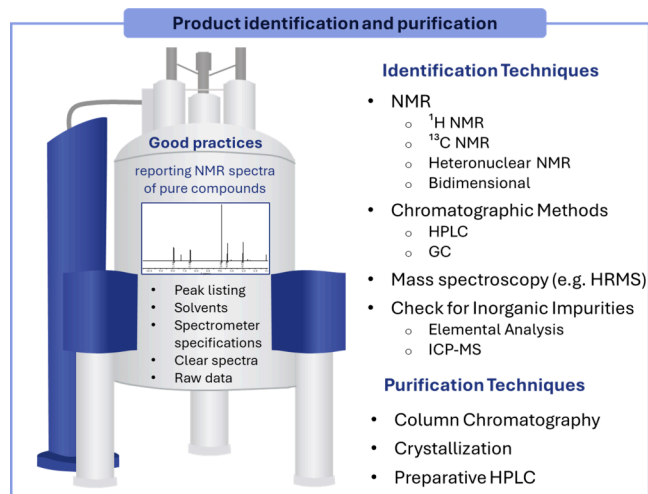 Product identification and purification
Good practices
reporting NMR spectra
of pure compounds
• Peak listing
• Solvents
• Spectrometer
specifications
• Clear spectra
• Raw data
Identification Techniques
• NMR
o ¹H NMR
o ¹³C NMR
o Heteronuclear NMR
o Bidimensional
• Chromatographic Methods
o HPLC
o GC
• Mass spectroscopy (e.g. HRMS)
• Check for Inorganic Impurities
o Elemental Analysis
o ICP-MS
Purification Techniques
• Column Chromatography
• Crystallization
• Preparative HPLC